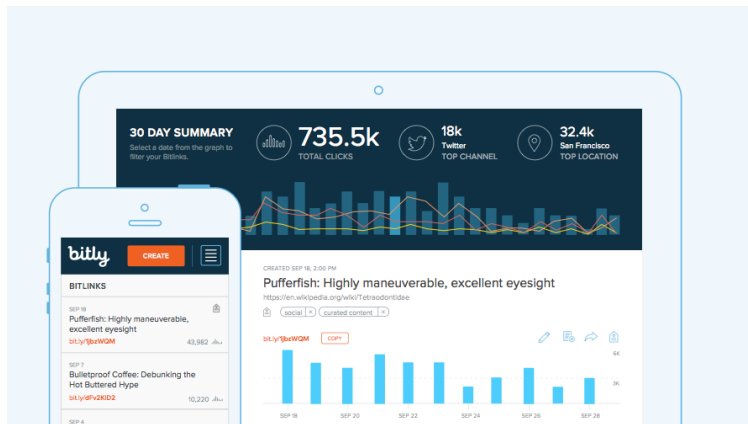 30 DAY SUMMARY
Select a date from the graph to
filter your Bitlinks.
735.5k
TOTAL CLICKS
18k
Twitter
TOP CHANNEL
32.4k
San Francisco
TOP LOCATION
bitly
CREATE
BITLINKS
SEP 18
Pufferfish: Highly maneuverable,
excellent eyesight
bit.ly/1jbzWQM 43,982
SEP 7
Bulletproof Coffee: Debunking the
Hot Buttered Hype
bit.ly/dFv2KlD2 10,220
SEP 4
CREATED SEP 18, 2:00 PM
Pufferfish: Highly maneuverable, excellent eyesight
https://en.wikipedia.org/wiki/Tetraodontidae
social x curated content x
bit.ly/1jbzWQM COPY
6K
3K
SEP 18 SEP 20 SEP 22 SEP 24 SEP 26 SEP 28